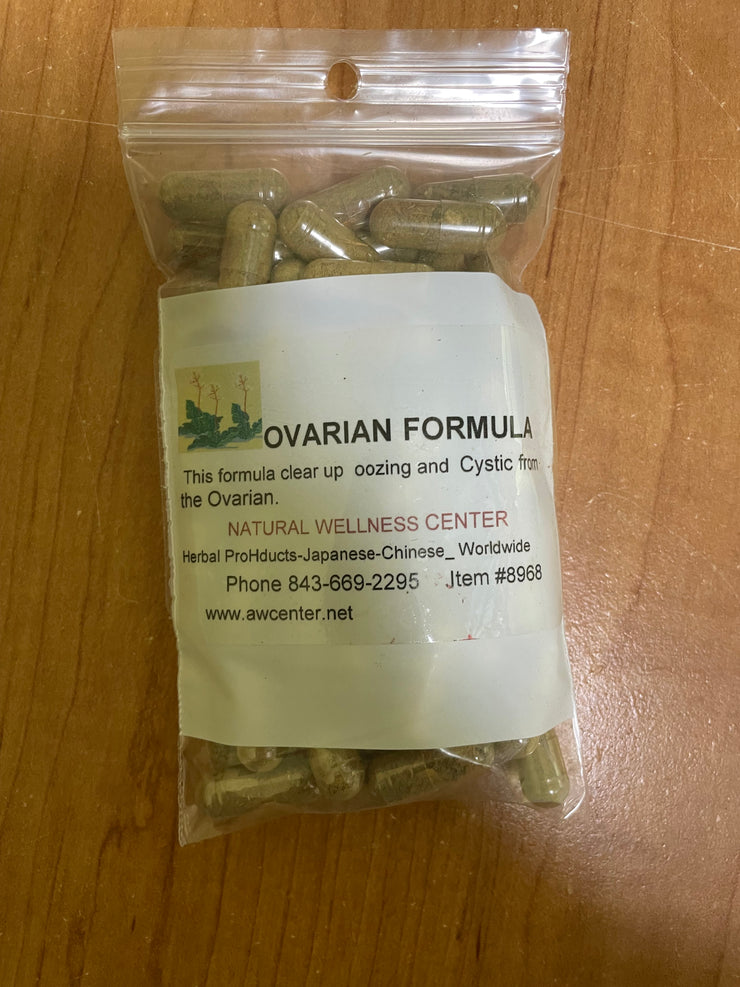 OVARIAN FORMULA
This formula clear up oozing and Cystic from
the Ovarian.
NATURAL WELLNESS CENTER
Herbal ProHducts-Japanese-Chinese_ Worldwide
Phone 843-669-2295 Jtem #8968
www.awcenter.net